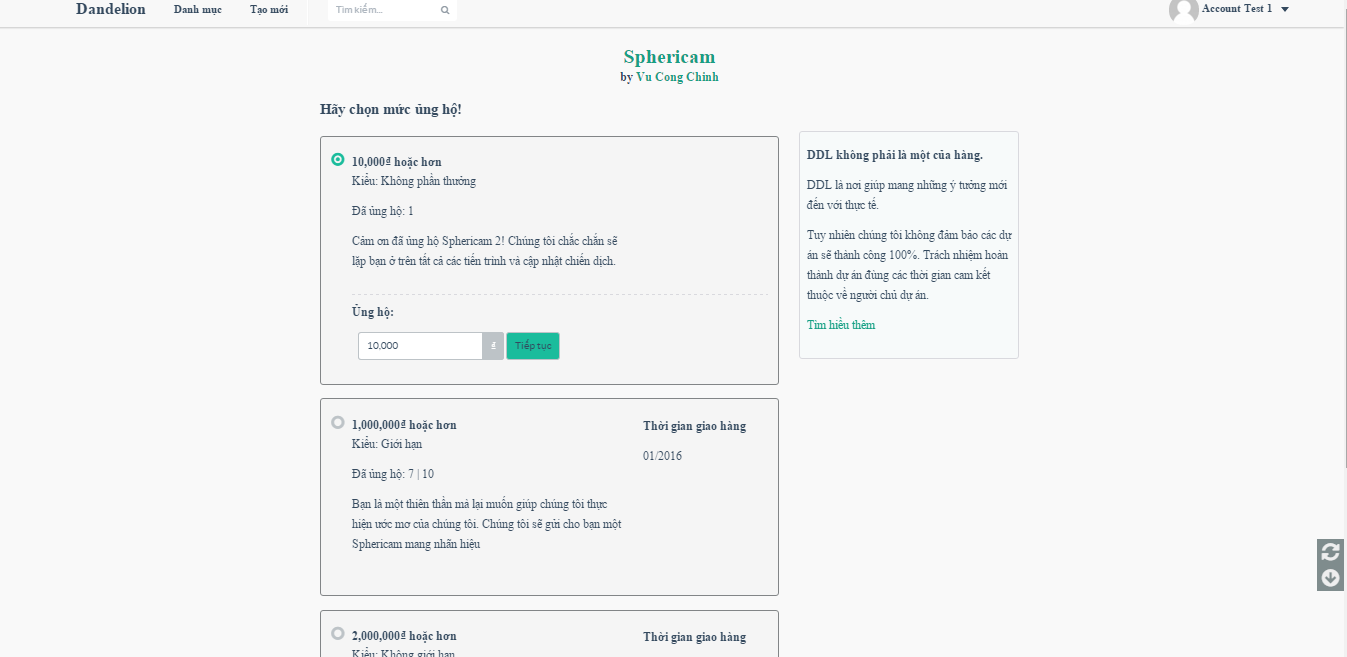 Dandelion Danh mục Tạo mới Tìm kiếm... Account Test 1
Sphericam
by Vu Cong Chinh
Hãy chọn mức ủng hộ!
10,000₫ hoặc hơn
Kiểu: Không phần thưởng
Đã ủng hộ: 1
Cảm ơn đã ủng hộ Sphericam 2! Chúng tôi chắc chắn sẽ
lặp bạn ở trên tất cả các tiến trình và cập nhật chiến dịch.
Ủng hộ:
10,000 ₫ Tiếp tục
DDL không phải là một cửa hàng.
DDL là nơi giúp mang những ý tưởng mới
đến với thực tế.
Tuy nhiên chúng tôi không đảm bảo các dự
án sẽ thành công 100%. Trách nhiệm hoàn
thành dự án đúng các thời gian cam kết
thuộc về người chủ dự án.
Tìm hiểu thêm
1,000,000₫ hoặc hơn
Kiểu: Giới hạn
Đã ủng hộ: 7 | 10
Bạn là một thiên thần mà lại muốn giúp chúng tôi thực
hiện ước mơ của chúng tôi. Chúng tôi sẽ gửi cho bạn một
Sphericam mang nhãn hiệu
Thời gian giao hàng
01/2016
2,000,000₫ hoặc hơn
Kiểu: Không giới hạn
Thời gian giao hàng